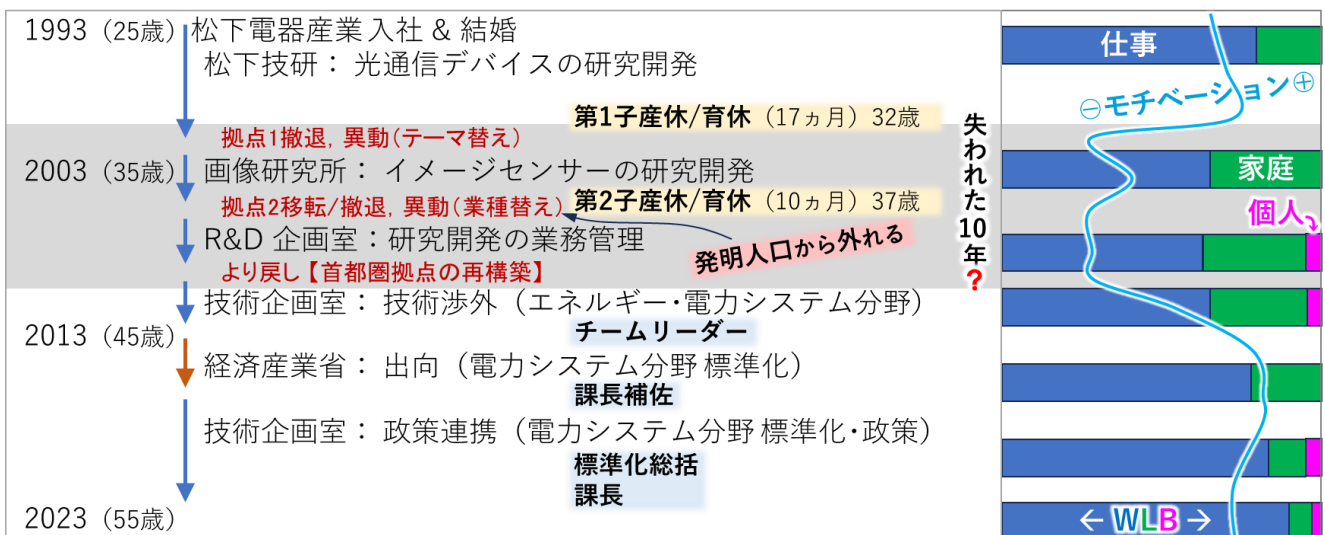 1993（25歳）松下電器産業 入社 & 結婚
松下技研： 光通信デバイスの研究開発
第1子産休/育休（17ヵ月）32歳
拠点1撤退, 異動(テーマ替え)
2003（35歳）画像研究所： イメージセンサーの研究開発
第2子産休/育休（10ヵ月）37歳
拠点2移転/撤退, 異動(業種替え)
R&D 企画室：研究開発の業務管理
発明人口から外れる
より戻し【首都圏拠点の再構築】
技術企画室： 技術渉外（エネルギー・電力システム分野）
チームリーダー
2013（45歳）
経済産業省： 出向（電力システム分野 標準化）
課長補佐
技術企画室： 政策連携（電力システム分野 標準化・政策）
標準化総括
課長
2023（55歳）
失われた10年?
仕事
⊖モチベーション⊕
家庭
個人
← WLB →